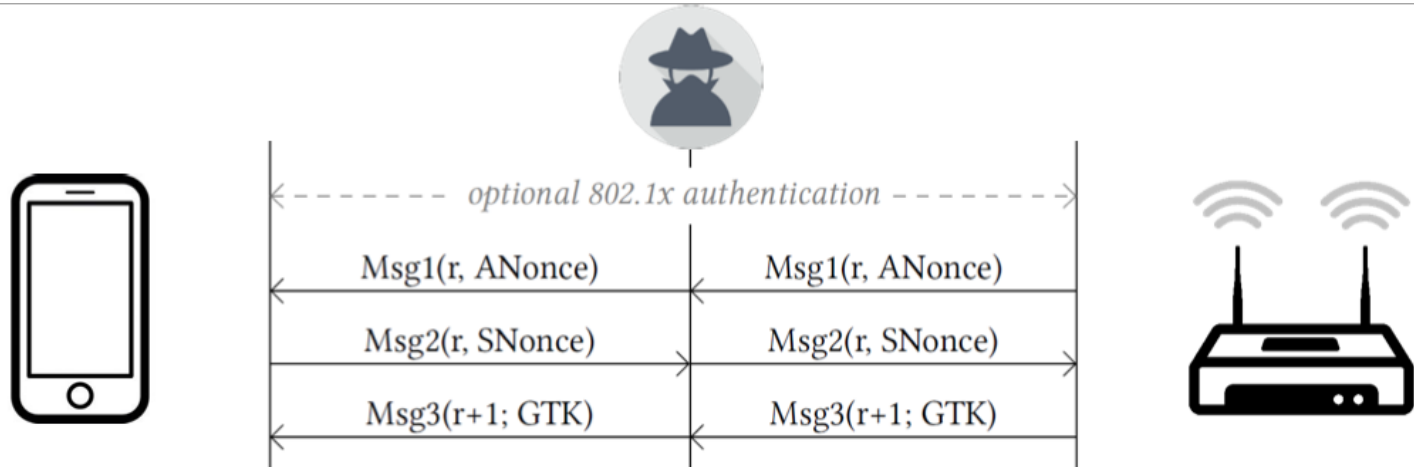 optional 802.1x authentication
Msg1(r, ANonce) Msg1(r, ANonce)
Msg2(r, SNonce) Msg2(r, SNonce)
Msg3(r+1; GTK) Msg3(r+1; GTK)